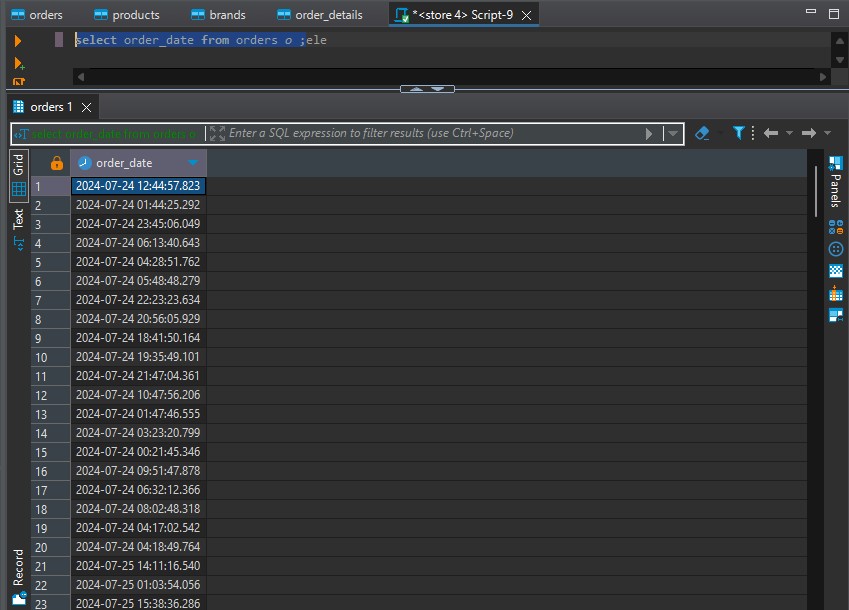 orders products brands order_details *<store 4> Script-9
select order_date from orders o ;ele
orders 1
select order_date from orders o Enter a SQL expression to filter results (use Ctrl+Space)
Grid
Text
Record
order_date
1 2024-07-24 12:44:57.823
2 2024-07-24 01:44:25.292
3 2024-07-24 23:45:06.049
4 2024-07-24 06:13:40.643
5 2024-07-24 04:28:51.762
6 2024-07-24 05:48:48.279
7 2024-07-24 22:23:23.634
8 2024-07-24 20:56:05.929
9 2024-07-24 18:41:50.164
10 2024-07-24 19:35:49.101
11 2024-07-24 21:47:04.361
12 2024-07-24 10:47:56.206
13 2024-07-24 01:47:46.555
14 2024-07-24 03:23:20.799
15 2024-07-24 00:21:45.346
16 2024-07-24 09:51:47.878
17 2024-07-24 06:32:12.366
18 2024-07-24 08:02:48.318
19 2024-07-24 04:17:02.542
20 2024-07-24 04:18:49.764
21 2024-07-25 14:11:16.540
22 2024-07-25 01:03:54.056
23 2024-07-25 15:38:36.286
Panels